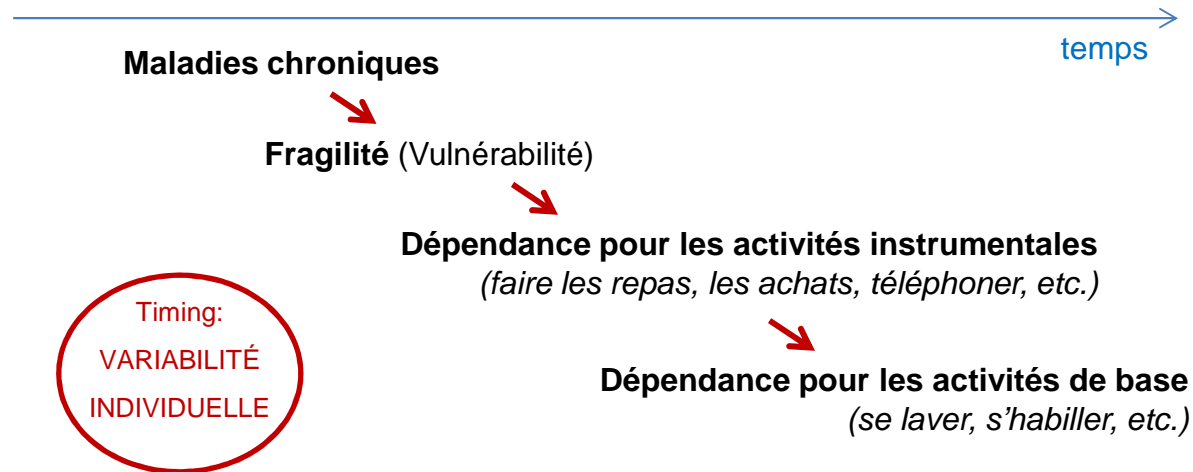 temps
Maladies chroniques
Fragilité (Vulnérabilité)
Dépendance pour les activités instrumentales
(faire les repas, les achats, téléphoner, etc.)
Timing:
VARIABILITÉ
INDIVIDUELLE
Dépendance pour les activités de base
(se laver, s'habiller, etc.)